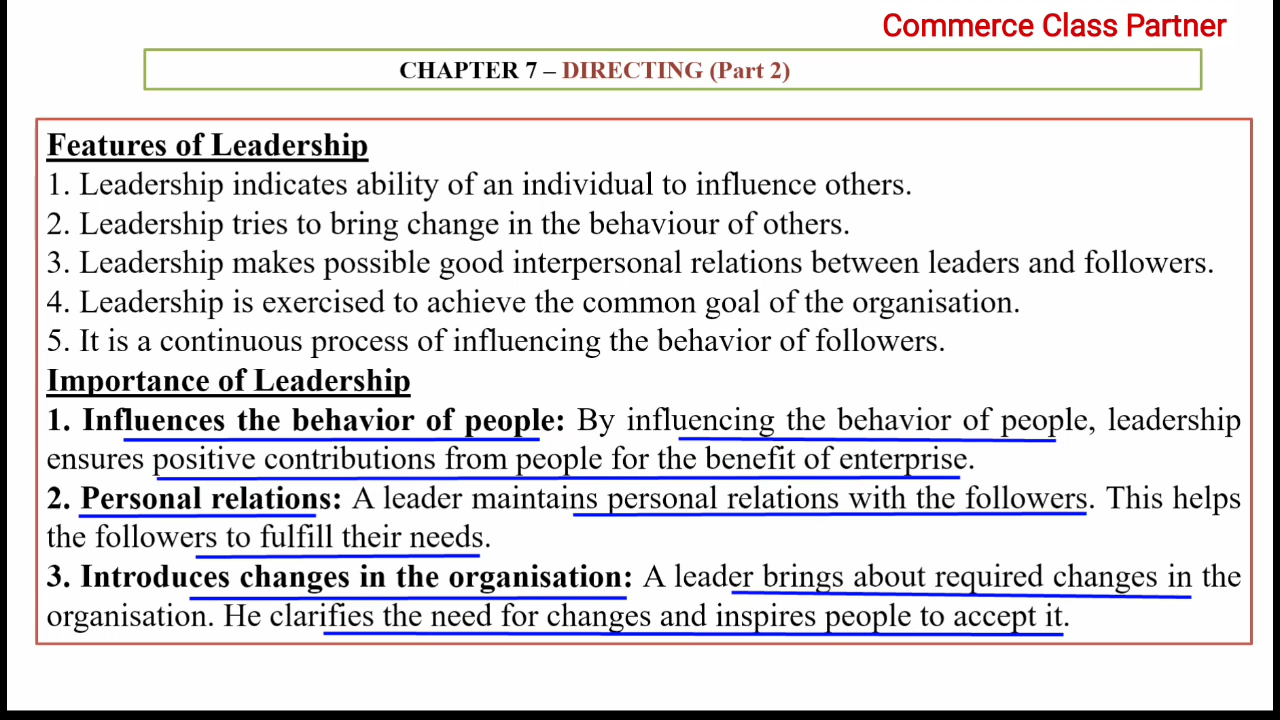 Commerce Class Partner
CHAPTER 7 – DIRECTING (Part 2)
Features of Leadership
1. Leadership indicates ability of an individual to influence others.
2. Leadership tries to bring change in the behaviour of others.
3. Leadership makes possible good interpersonal relations between leaders and followers.
4. Leadership is exercised to achieve the common goal of the organisation.
5. It is a continuous process of influencing the behavior of followers.
Importance of Leadership
1. Influences the behavior of people: By influencing the behavior of people, leadership
ensures positive contributions from people for the benefit of enterprise.
2. Personal relations: A leader maintains personal relations with the followers. This helps
the followers to fulfill their needs.
3. Introduces changes in the organisation: A leader brings about required changes in the
organisation. He clarifies the need for changes and inspires people to accept it.